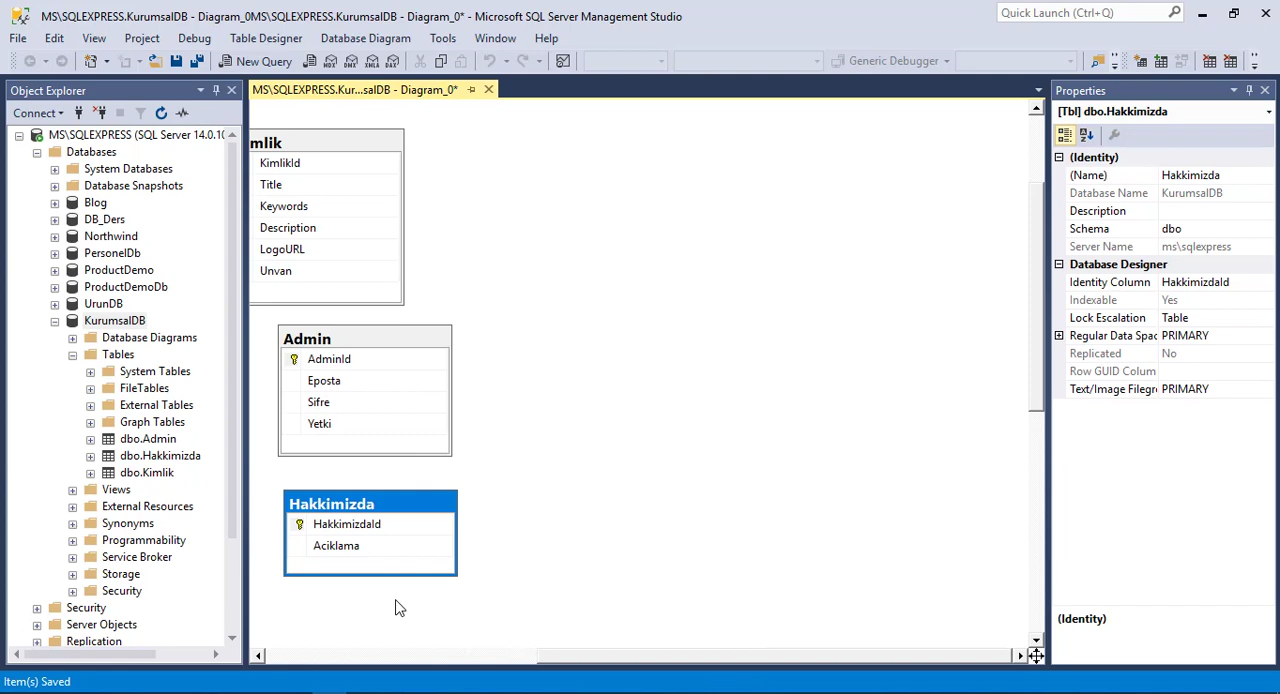 MS\SQLEXPRESS.KurumsalDB - Diagram_0MS\SQLEXPRESS.KurumsalDB - Diagram_0* - Microsoft SQL Server Management Studio
Quick Launch (Ctrl+Q)
File Edit View Project Debug Table Designer Database Diagram Tools Window Help
New Query
MDX DMX XMLA DAX
Generic Debugger
Object Explorer
Connect
MS\SQLEXPRESS (SQL Server 14.0.10
Databases
System Databases
Database Snapshots
Blog
DB_Ders
Northwind
PersonelDb
ProductDemo
ProductDemoDb
UrunDB
KurumsalDB
Database Diagrams
Tables
System Tables
FileTables
External Tables
Graph Tables
dbo.Admin
dbo.Hakkimizda
dbo.Kimlik
Views
External Resources
Synonyms
Programmability
Service Broker
Storage
Security
Security
Server Objects
Replication
MS\SQLEXPRESS.Kur...salDB - Diagram_0*
mlik
KimlikId
Title
Keywords
Description
LogoURL
Unvan
Admin
AdminId
Eposta
Sifre
Yetki
Hakkimizda
HakkimizdaId
Aciklama
Properties
[Tbl] dbo.Hakkimizda
(Identity)
(Name) Hakkimizda
Database Name KurumsalDB
Description
Schema dbo
Server Name ms\sqlexpress
Database Designer
Identity Column HakkimizdaId
Indexable Yes
Lock Escalation Table
Regular Data Spac PRIMARY
Replicated No
Row GUID Colum
Text/Image Filegr PRIMARY
(Identity)
Item(s) Saved